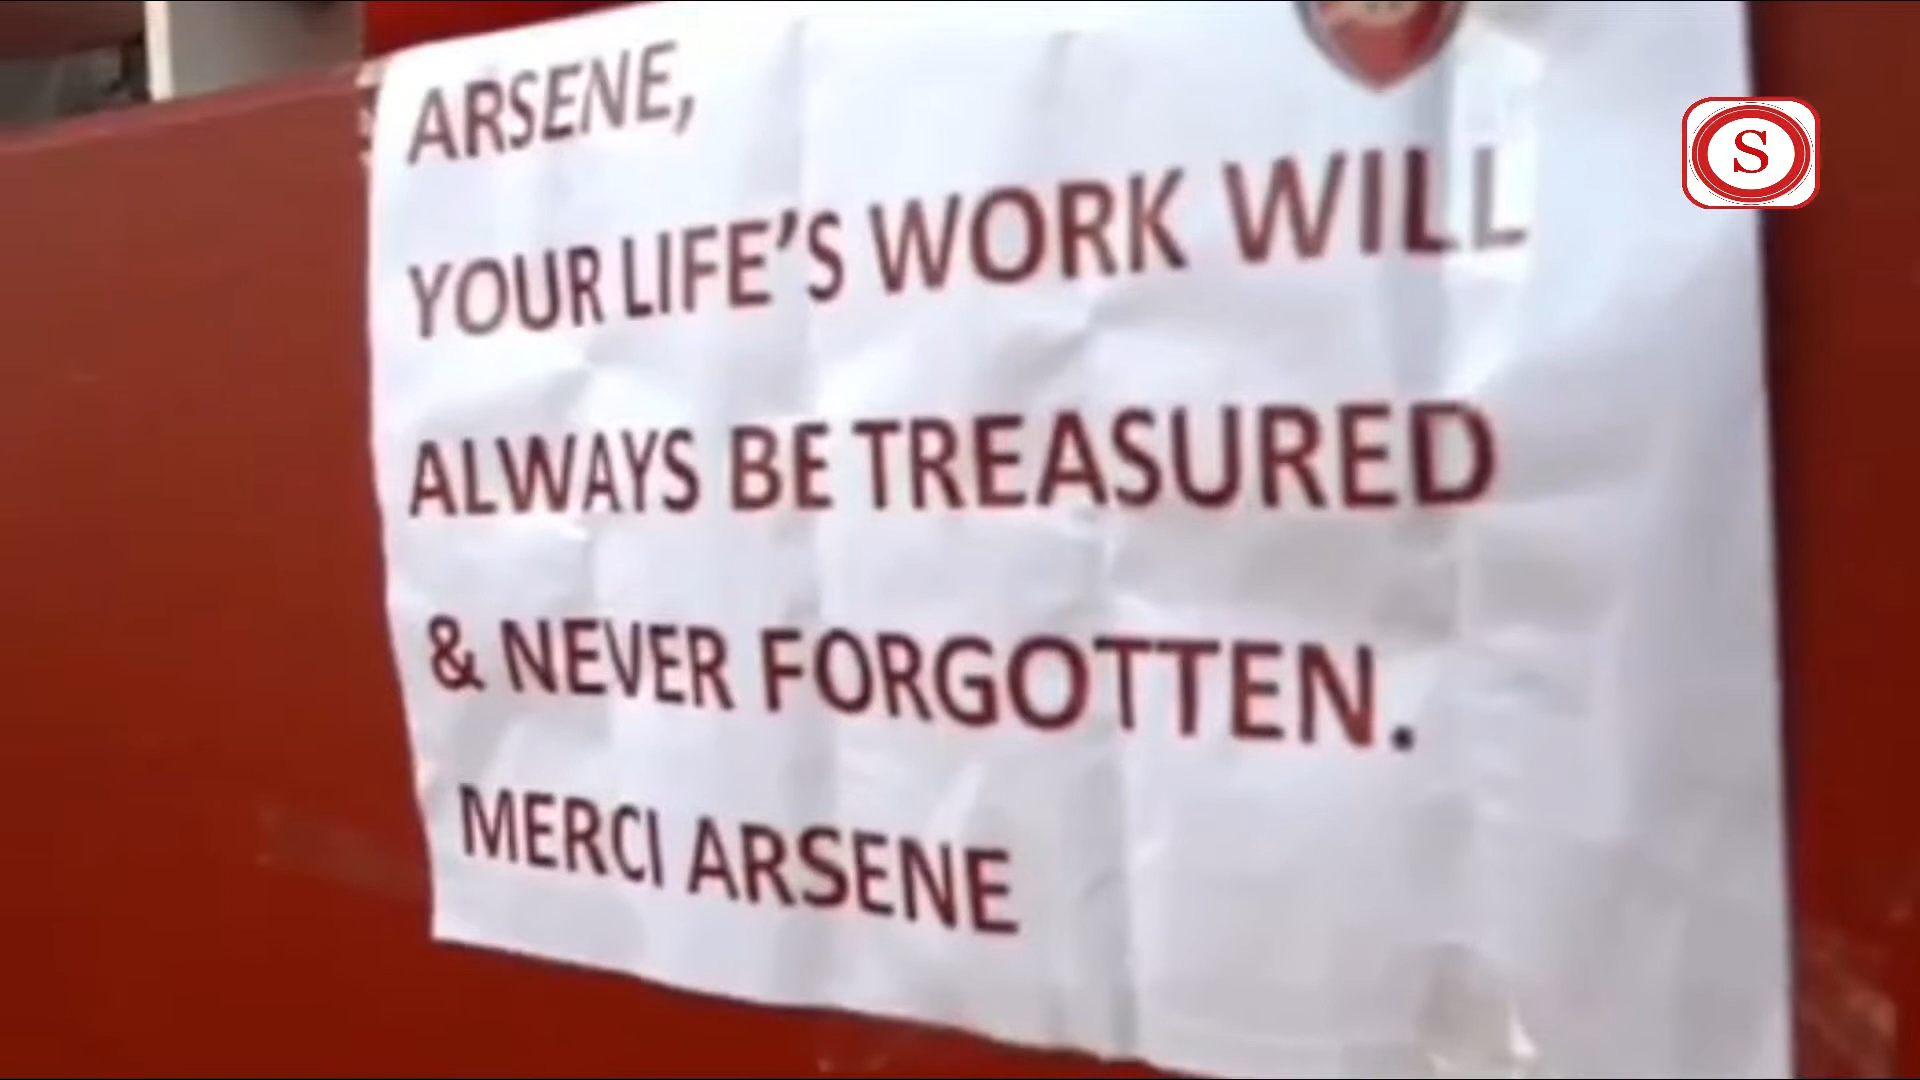 ARSENE,
YOUR LIFE'S WORK WILL
ALWAYS BE TREASURED
& NEVER FORGOTTEN.
MERCI ARSENE
S